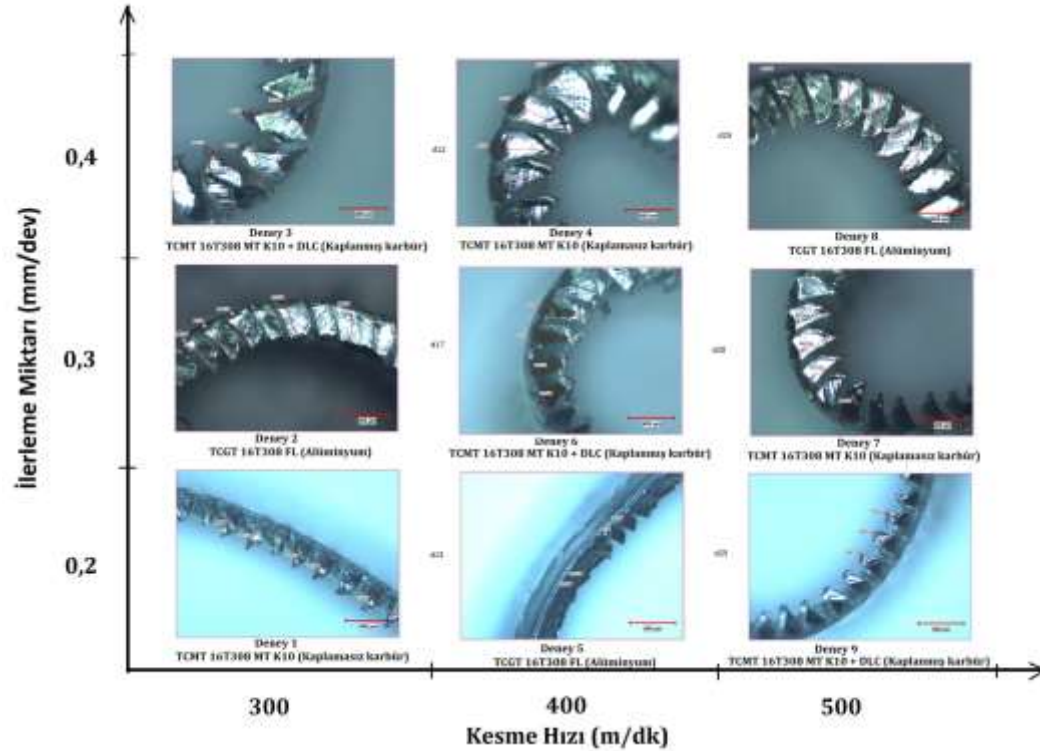 İlerleme Miktarı (mm/dev)
0,4
Deney 3
TCMT 16T308 MT K10 + DLC (Kaplanmış karbür)
Deney 4
TCMT 16T308 MT K10 (Kaplamasız karbür)
Deney 8
TCGT 16T308 FL (Alüminyum)
0,3
Deney 2
TCGT 16T308 FL (Alüminyum)
Deney 6
TCMT 16T308 MT K10 + DLC (Kaplanmış karbür)
Deney 7
TCMT 16T308 MT K10 (Kaplamasız karbür)
0,2
Deney 1
TCMT 16T308 MT K10 (Kaplamasız karbür)
Deney 5
TCGT 16T308 FL (Alüminyum)
Deney 9
TCMT 16T308 MT K10 + DLC (Kaplanmış karbür)
300
400
500
Kesme Hızı (m/dk)